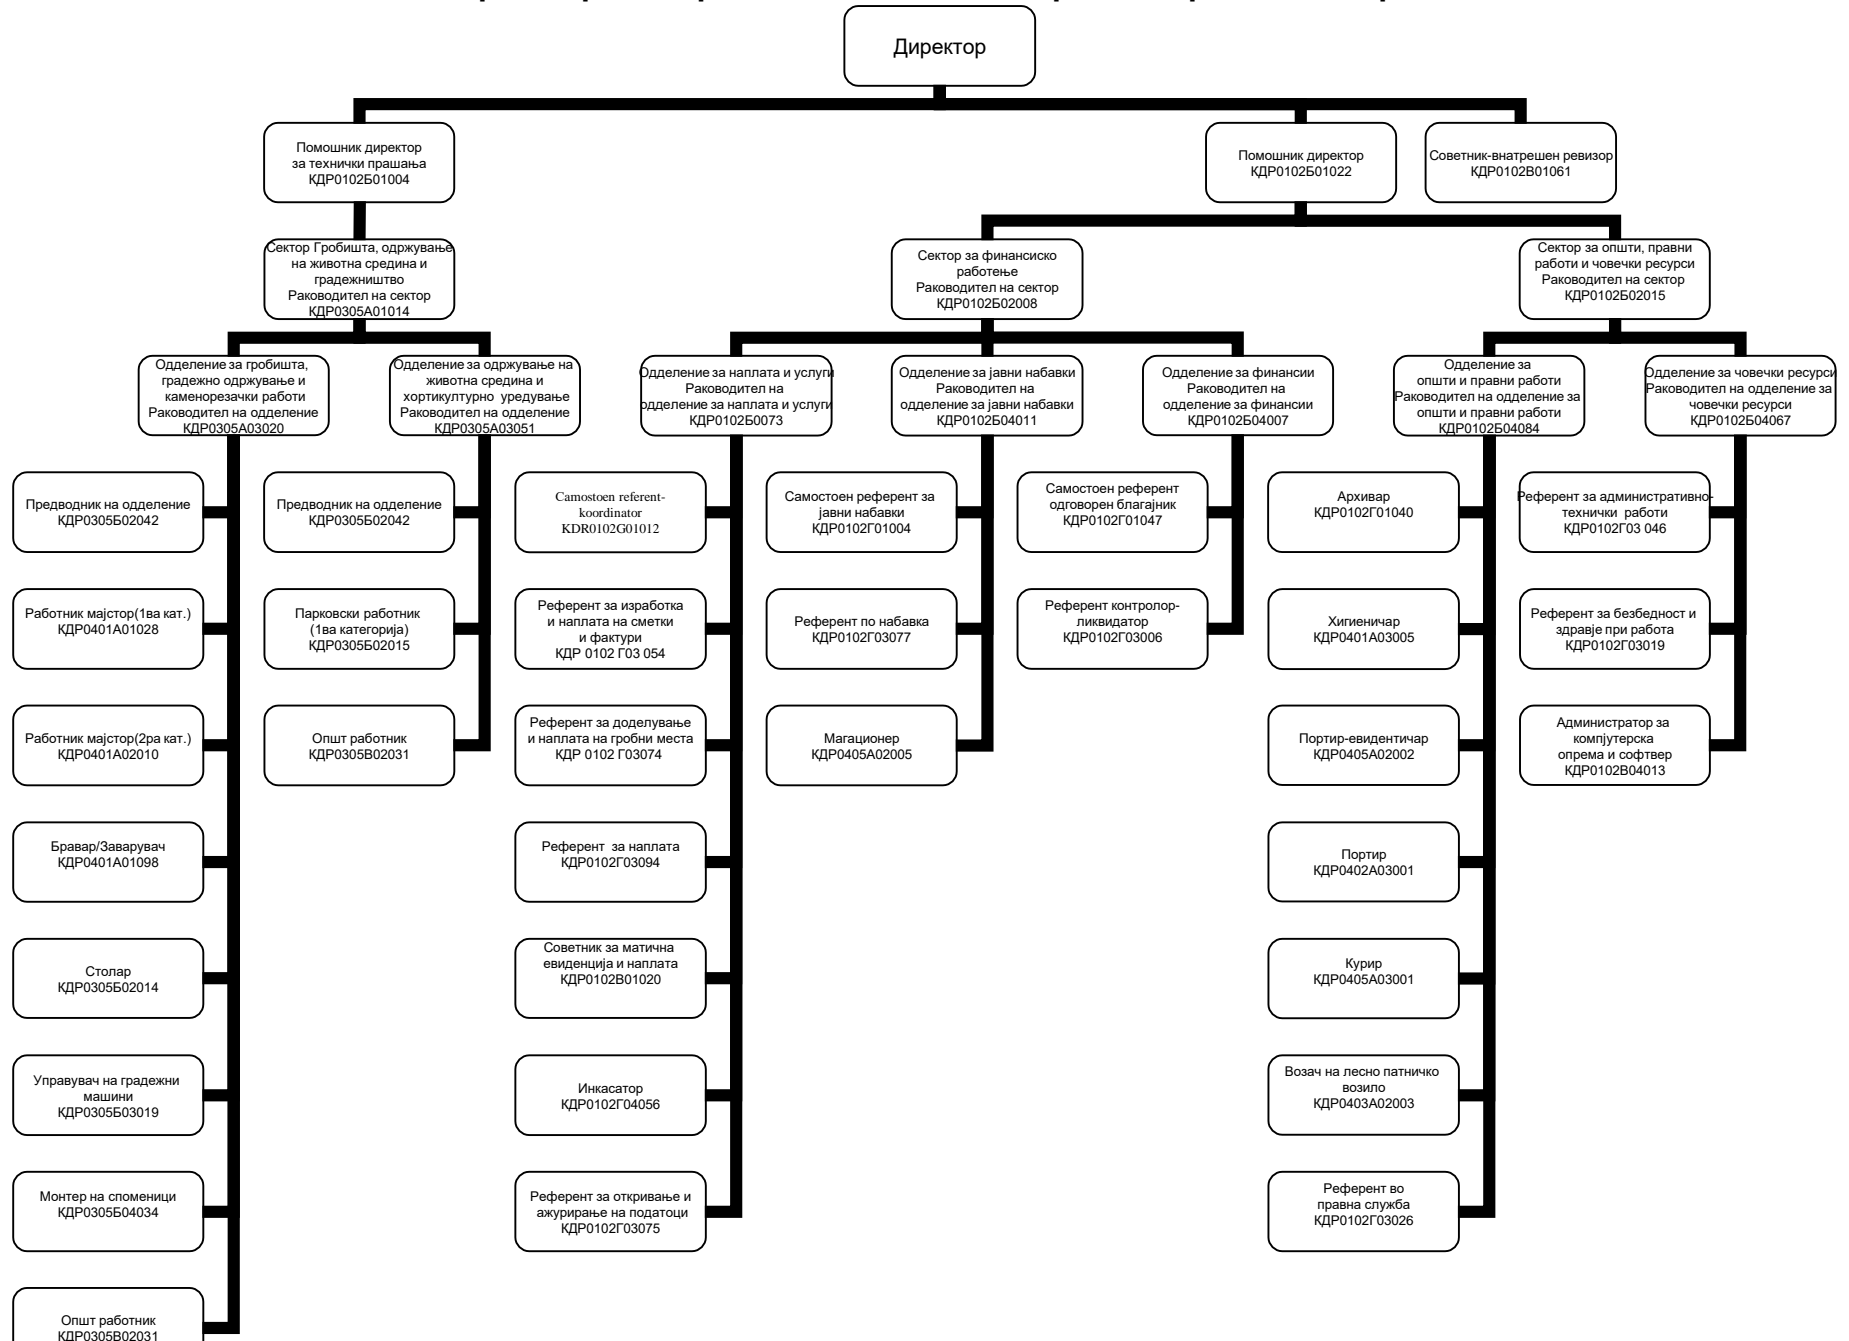 Директор
Помошник директор
за технички прашања
КДР0102Б01004
Помошник директор
КДР0102Б01022
Советник-внатрешен ревизор
КДР0102В01061
Сектор Гробишта, одржување
на животна средина и
градежништво
Раководител на сектор
КДР0305А01014
Сектор за финансиско
работење
Раководител на сектор
КДР0102Б02008
Сектор за општи, правни
работи и човечки ресурси
Раководител на сектор
КДР0102Б02015
Одделение за гробишта,
градежно одржување и
каменорезачки работи
Раководител на одделение
КДР0305А03020
Одделение за одржување на
животна средина и
хортикултурно уредување
Раководител на одделение
КДР0305А03051
Одделение за наплата и услуги
Раководител на
одделение за наплата и услуги
КДР0102Б0073
Одделение за јавни набавки
Раководител на
одделение за јавни набавки
КДР0102Б04011
Одделение за финансии
Раководител на
одделение за финансии
КДР0102Б04007
Одделение за
општи и правни работи
Раководител на одделение за
општи и правни работи
КДР0102Б04084
Одделение за човечки ресурси
Раководител на одделение за
човечки ресурси
КДР0102Б04067
Предводник на одделение
КДР0305Б02042
Предводник на одделение
КДР0305Б02042
Camostoen referent-
koordinator
KDR0102G01012
Самостоен референт за
јавни набавки
КДР0102Г01004
Самостоен референт
одговорен благајник
КДР0102Г01047
Архивар
КДР0102Г01040
Референт за административно-
технички работи
КДР0102Г03 046
Работник мајстор(1ва кат.)
КДР0401А01028
Парковски работник
(1ва категорија)
КДР0305Б02015
Референт за изработка
и наплата на сметки
и фактури
КДР 0102 Г03 054
Референт по набавка
КДР0102Г03077
Референт контролор-
ликвидатор
КДР0102Г03006
Хигиеничар
КДР0401А03005
Референт за безбедност и
здравје при работа
КДР0102Г03019
Работник мајстор(2ра кат.)
КДР0401А02010
Општ работник
КДР0305В02031
Референт за доделување
и наплата на гробни места
КДР 0102 Г03074
Магационер
КДР0405А02005
Портир-евидентичар
КДР0405А02002
Администратор за
компјутерска
опрема и софтвер
КДР0102В04013
Бравар/Заварувач
КДР0401А01098
Референт за наплата
КДР0102Г03094
Портир
КДР0402А03001
Столар
КДР0305Б02014
Советник за матична
евиденција и наплата
КДР0102В01020
Курир
КДР0405А03001
Управувач на градежни
машини
КДР0305Б03019
Инкасатор
КДР0102Г04056
Возач на лесно патничко
возило
КДР0403А02003
Монтер на споменици
КДР0305Б04034
Референт за откривање и
ажурирање на податоци
КДР0102Г03075
Референт во
правна служба
КДР0102Г03026
Општ работник
КДР0305В02031